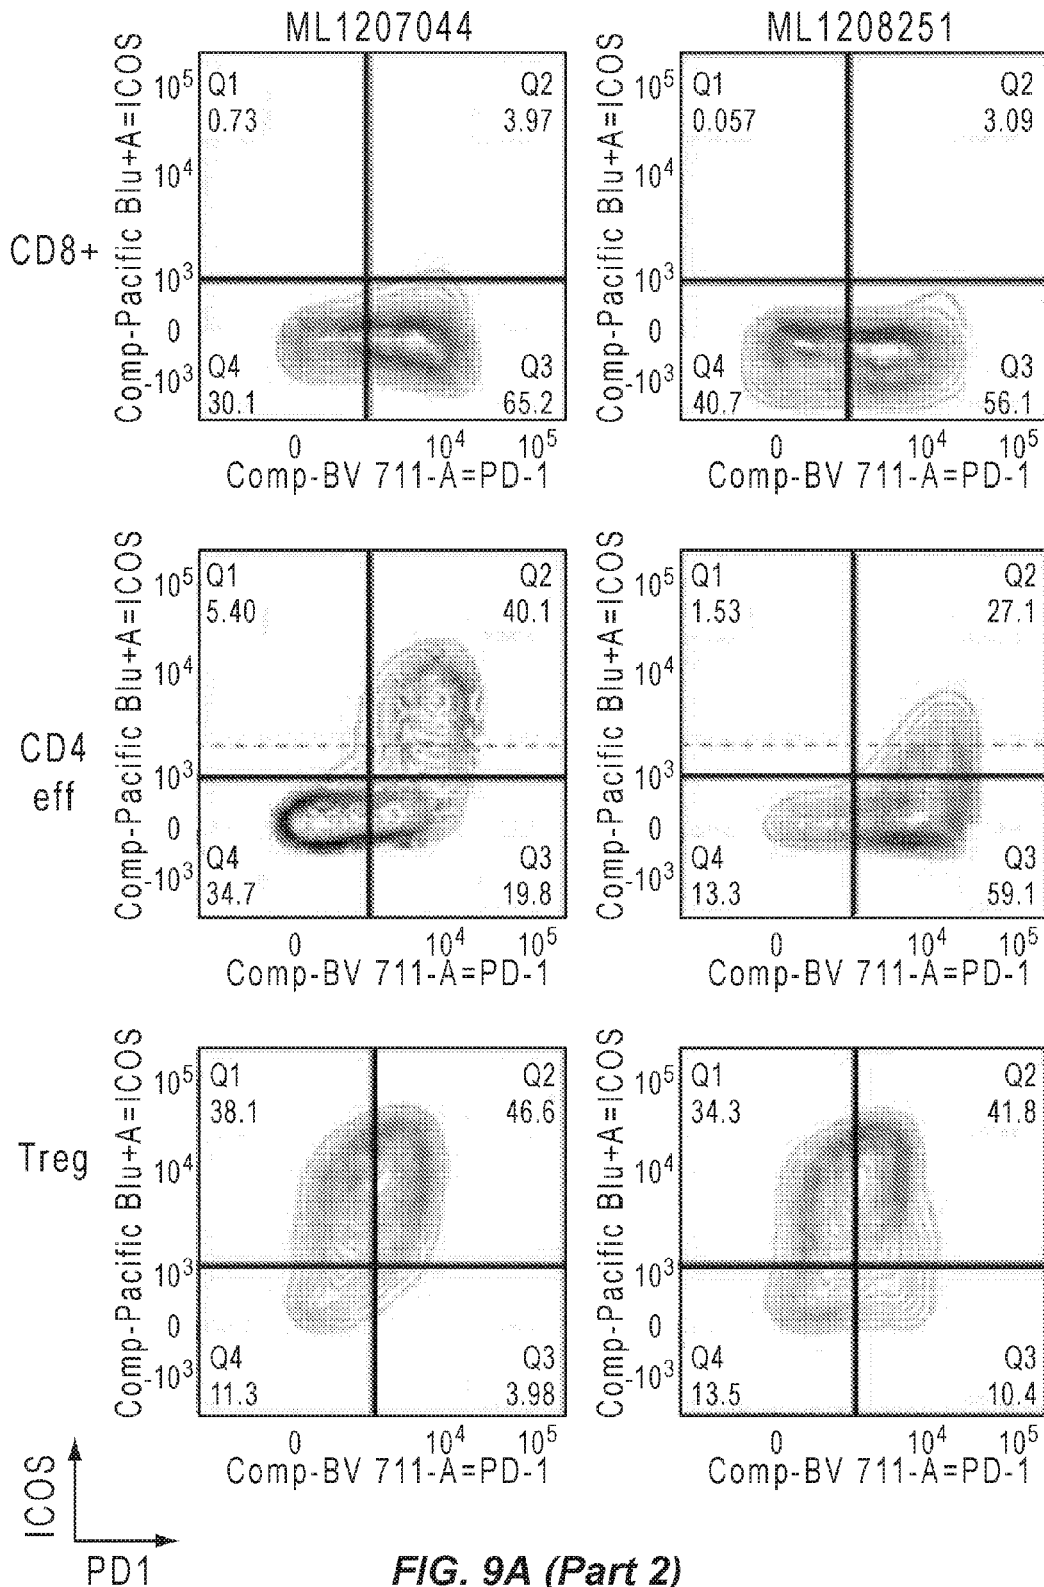 ML1207044 ML1208251
CD8+
Comp-Pacific Blu+A=ICOS
10^5
10^4
10^3
0
-10^3
Q1
0.73
Q2
3.97
Q4
30.1
Q3
65.2
0 10^4 10^5
Comp-BV 711-A=PD-1
Comp-Pacific Blu+A=ICOS
10^5
10^4
10^3
0
-10^3
Q1
0.057
Q2
3.09
Q4
40.7
Q3
56.1
0 10^4 10^5
Comp-BV 711-A=PD-1
CD4
eff
Comp-Pacific Blu+A=ICOS
10^5
10^4
10^3
0
-10^3
Q1
5.40
Q2
40.1
Q4
34.7
Q3
19.8
0 10^4 10^5
Comp-BV 711-A=PD-1
Comp-Pacific Blu+A=ICOS
10^5
10^4
10^3
0
-10^3
Q1
1.53
Q2
27.1
Q4
13.3
Q3
59.1
0 10^4 10^5
Comp-BV 711-A=PD-1
Treg
Comp-Pacific Blu+A=ICOS
10^5
10^4
10^3
0
-10^3
Q1
38.1
Q2
46.6
Q4
11.3
Q3
3.98
0 10^4 10^5
Comp-BV 711-A=PD-1
Comp-Pacific Blu+A=ICOS
10^5
10^4
10^3
0
-10^3
Q1
34.3
Q2
41.8
Q4
13.5
Q3
10.4
0 10^4 10^5
Comp-BV 711-A=PD-1
ICOS
PD1
FIG. 9A (Part 2)